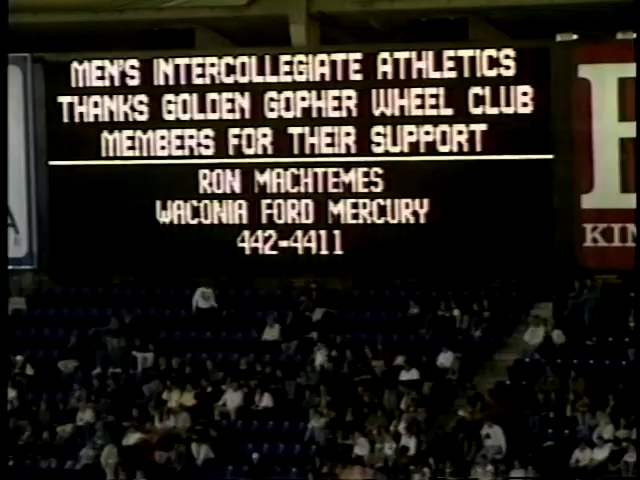 MEN'S INTERCOLLEGIATE ATHLETICS
THANKS GOLDEN GOPHER WHEEL CLUB
MEMBERS FOR THEIR SUPPORT
RON MACHTEMES
WACONIA FORD MERCURY
442-4411
KIN